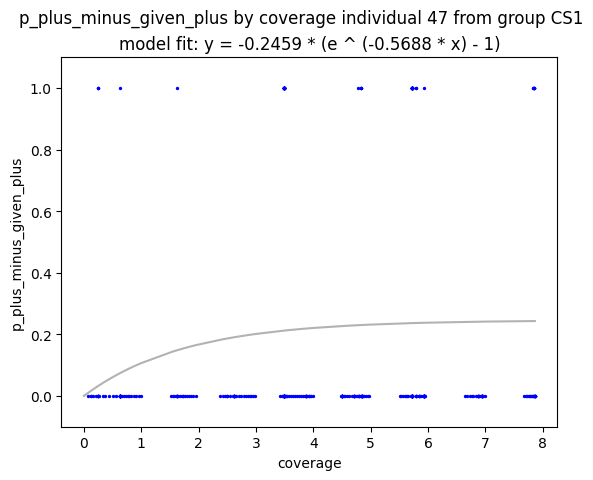 p_plus_minus_given_plus by coverage individual 47 from group CS1
model fit: y = -0.2459 * (e ^ (-0.5688 * x) - 1)
1.0
0.8
0.6
0.4
0.2
0.0
p_plus_minus_given_plus
0 1 2 3 4 5 6 7 8
coverage